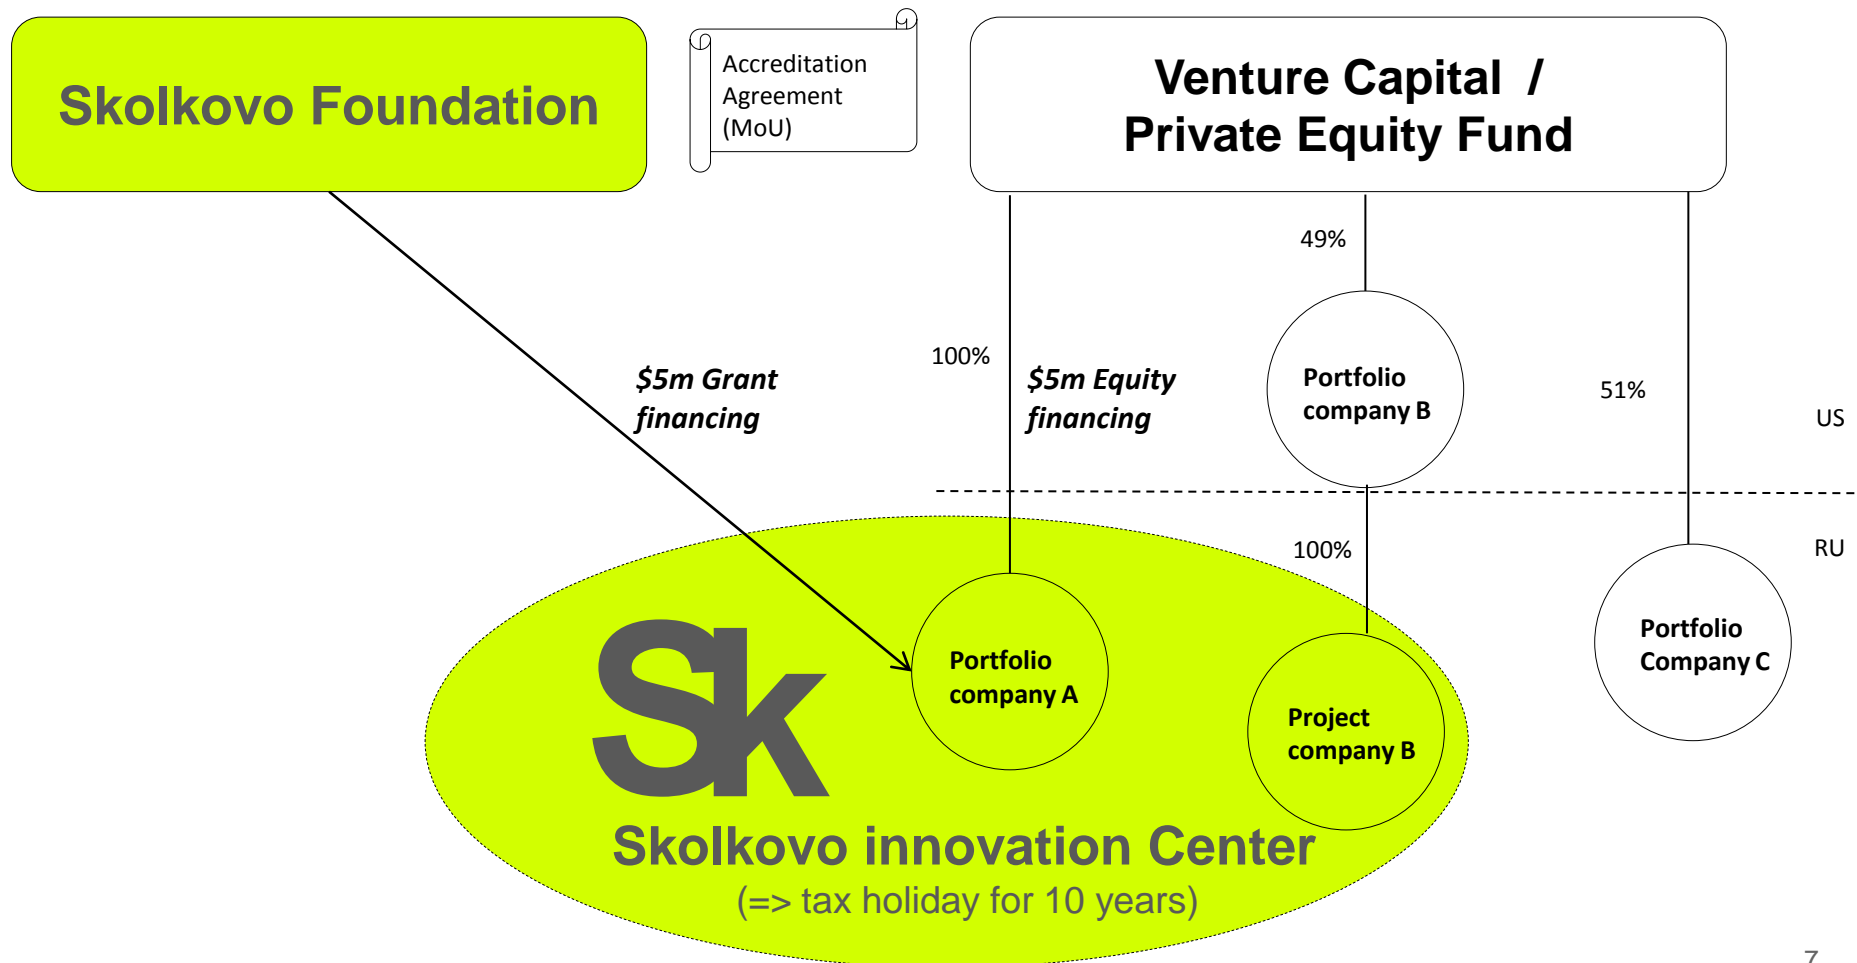 Skolkovo Foundation
Accreditation
Agreement
(MoU)
Venture Capital /
Private Equity Fund
49%
100%
$5m Grant
financing
$5m Equity
financing
Portfolio
company B
51%
US
100%
RU
Portfolio
company A
Project
company B
Portfolio
Company C
Sk
Skolkovo innovation Center
(=> tax holiday for 10 years)
7